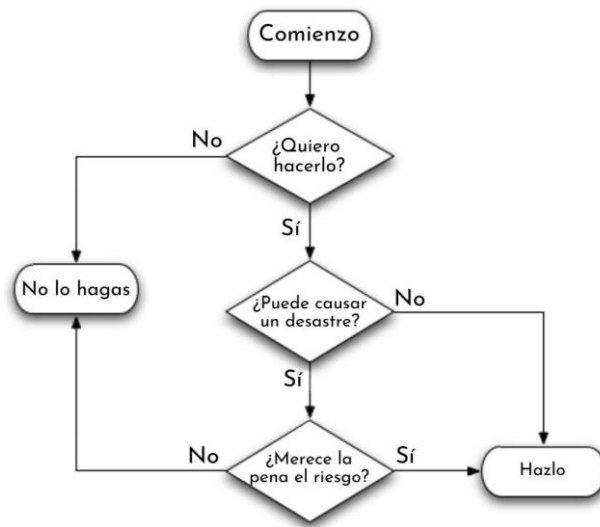 Comienzo
No
¿Quiero
hacerlo?
Sí
No lo hagas
¿Puede causar
un desastre?
No
Sí
No
¿Merece la
pena el riesgo?
Sí
Hazlo